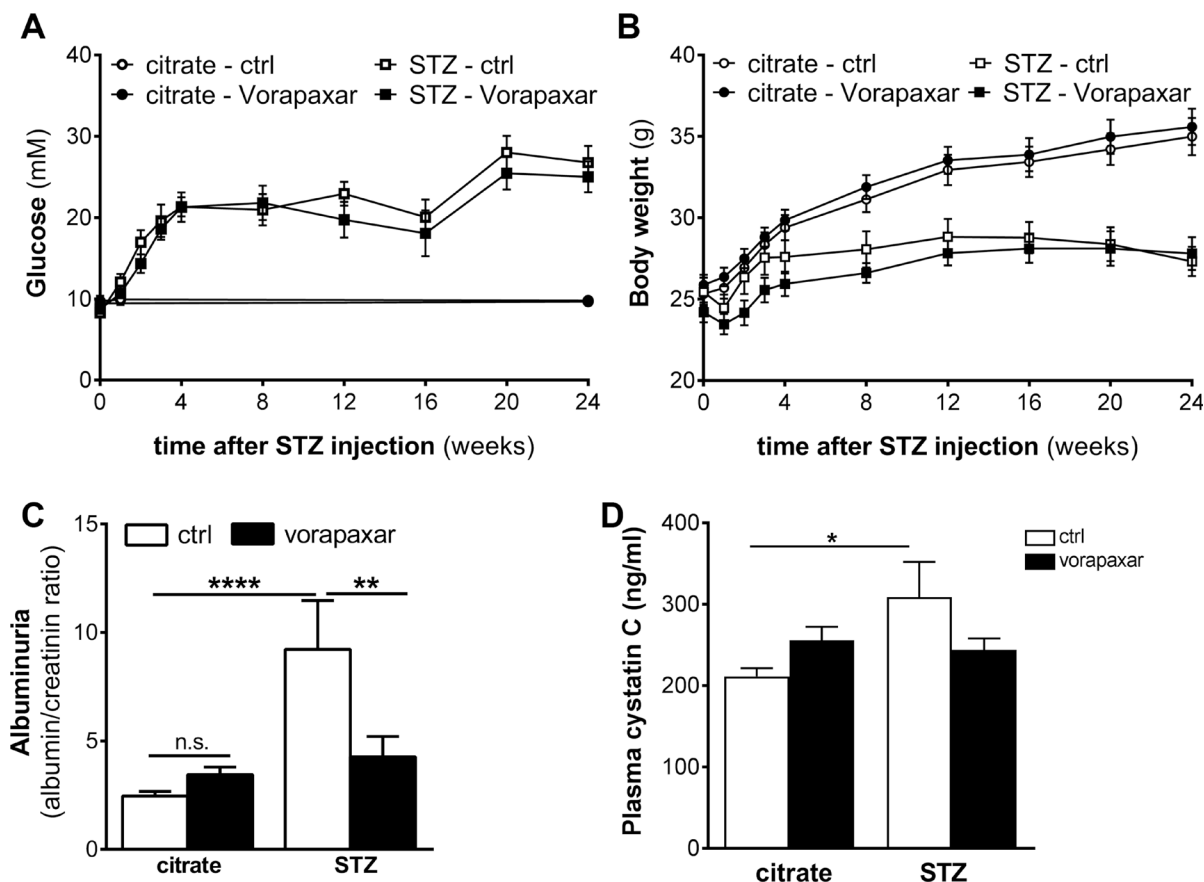 A
citrate - ctrl
STZ - ctrl
citrate - Vorapaxar
STZ - Vorapaxar
Glucose (mM)
40
30
20
10
0
0 4 8 12 16 20 24
time after STZ injection (weeks)
B
citrate - ctrl
STZ - ctrl
citrate - Vorapaxar
STZ - Vorapaxar
Body weight (g)
40
35
30
25
20
0 4 8 12 16 20 24
time after STZ injection (weeks)
C
ctrl
vorapaxar
Albuminuria
(albumin/creatinin ratio)
15
10
5
0
****
**
n.s.
citrate STZ
D
ctrl
vorapaxar
Plasma cystatin C (ng/ml)
400
300
200
100
0
*
citrate STZ